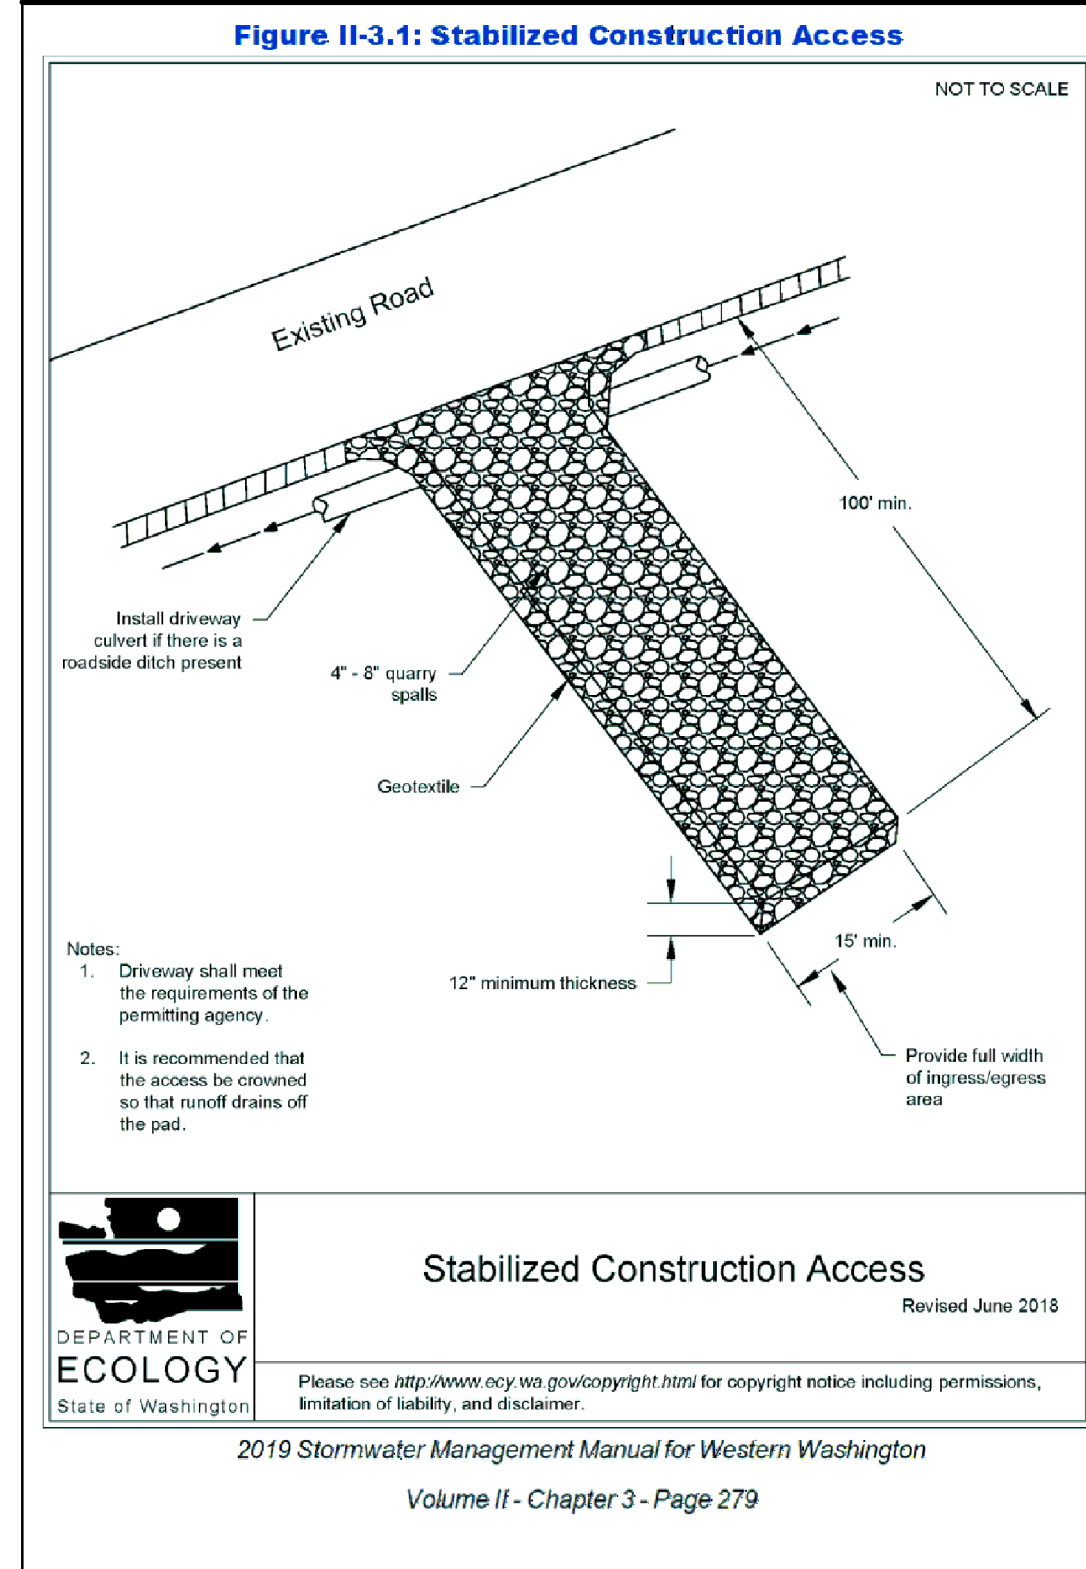 Figure II-3.1: Stabilized Construction Access
NOT TO SCALE
Existing Road
100' min.
Install driveway
culvert if there is a
roadside ditch present
4" - 8" quarry
spalls
Geotextile
15' min.
12" minimum thickness
Provide full width
of ingress/egress
area
Notes:
1. Driveway shall meet
the requirements of the
permitting agency.
2. It is recommended that
the access be crowned
so that runoff drains off
the pad.
DEPARTMENT OF
ECOLOGY
State of Washington
Stabilized Construction Access
Revised June 2018
Please see http://www.ecy.wa.gov/copyright.html for copyright notice including permissions,
limitation of liability, and disclaimer.
2019 Stormwater Management Manual for Western Washington
Volume II - Chapter 3 - Page 279